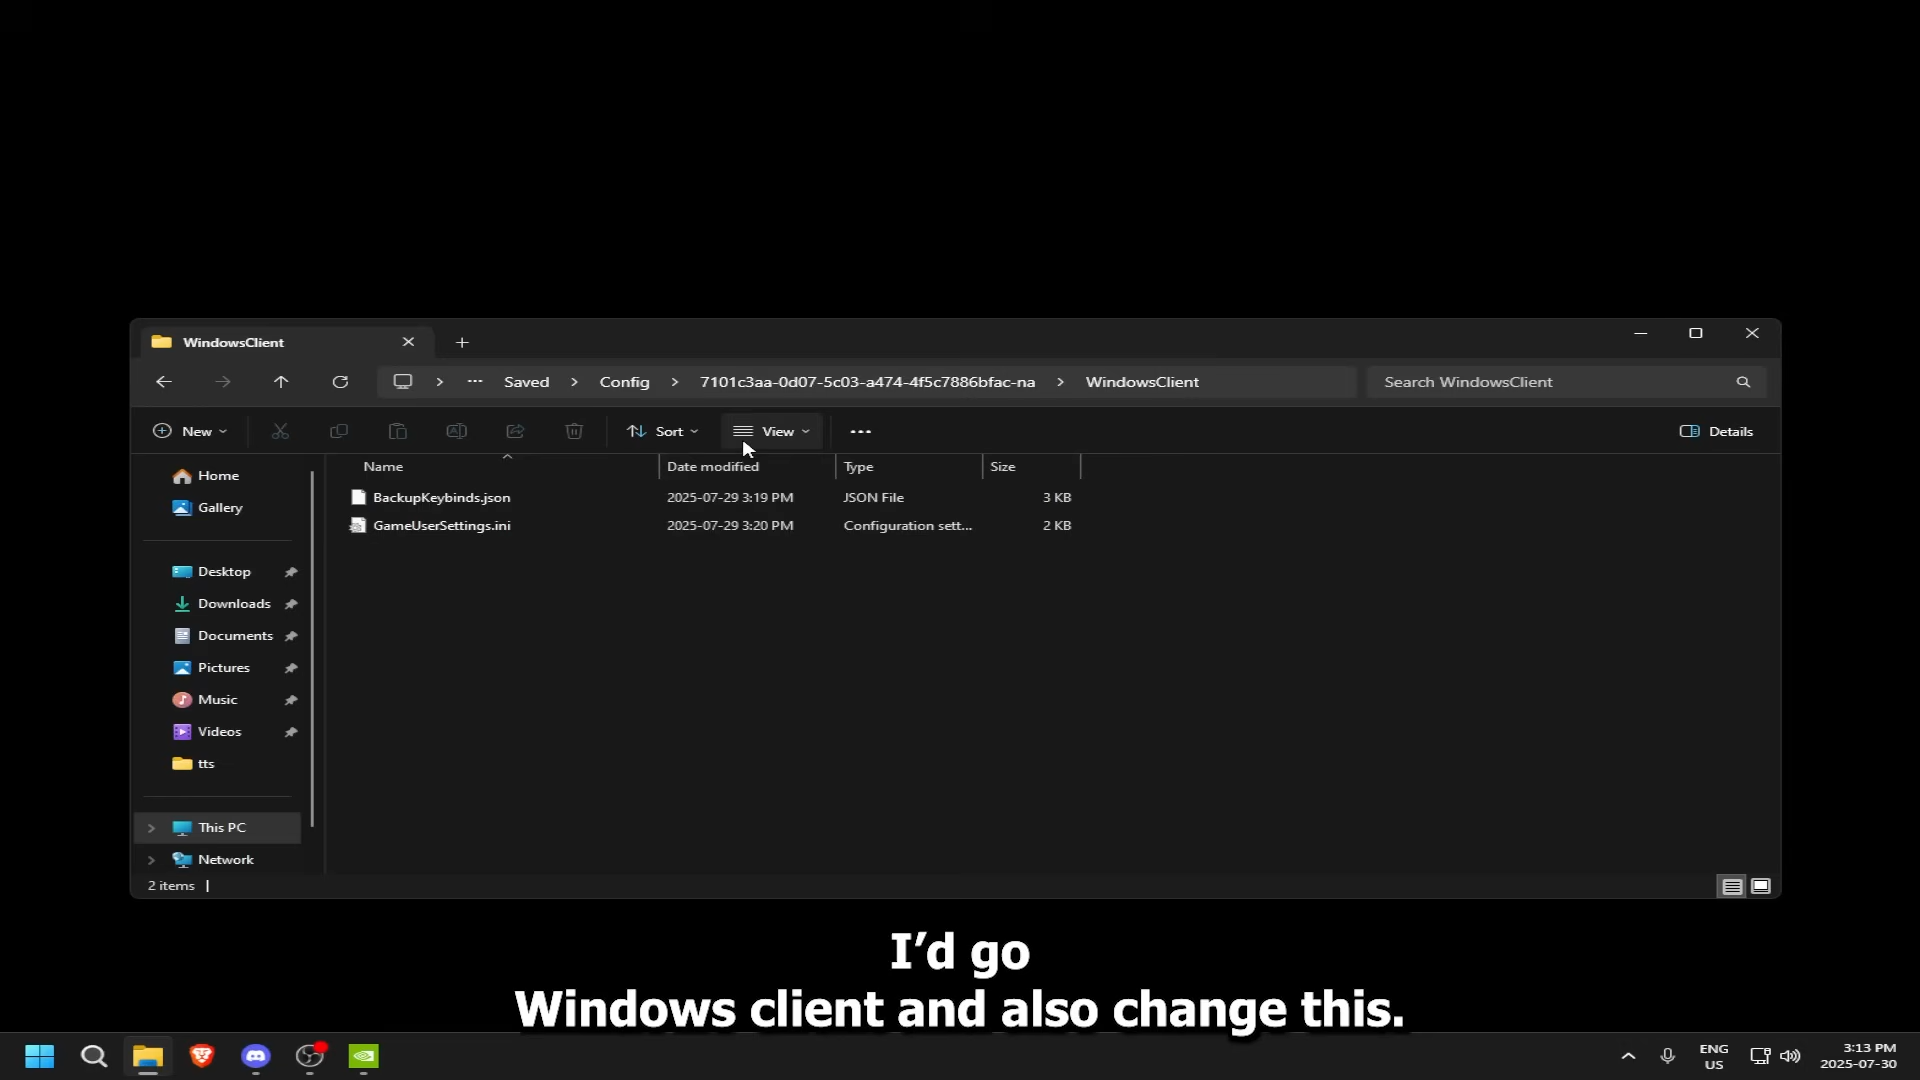 WindowsClient
Saved > Config > 7101c3aa-0d07-5c03-a474-4f5c7886bfac-na > WindowsClient
Search WindowsClient
New
Sort
View
Details
Name Date modified Type Size
BackupKeybinds.json 2025-07-29 3:19 PM JSON File 3 KB
GameUserSettings.ini 2025-07-29 3:20 PM Configuration sett... 2 KB
Home
Gallery
Desktop
Downloads
Documents
Pictures
Music
Videos
tts
This PC
Network
2 items
I’d go
Windows client and also change this.
ENG
US
3:13 PM
2025-07-30